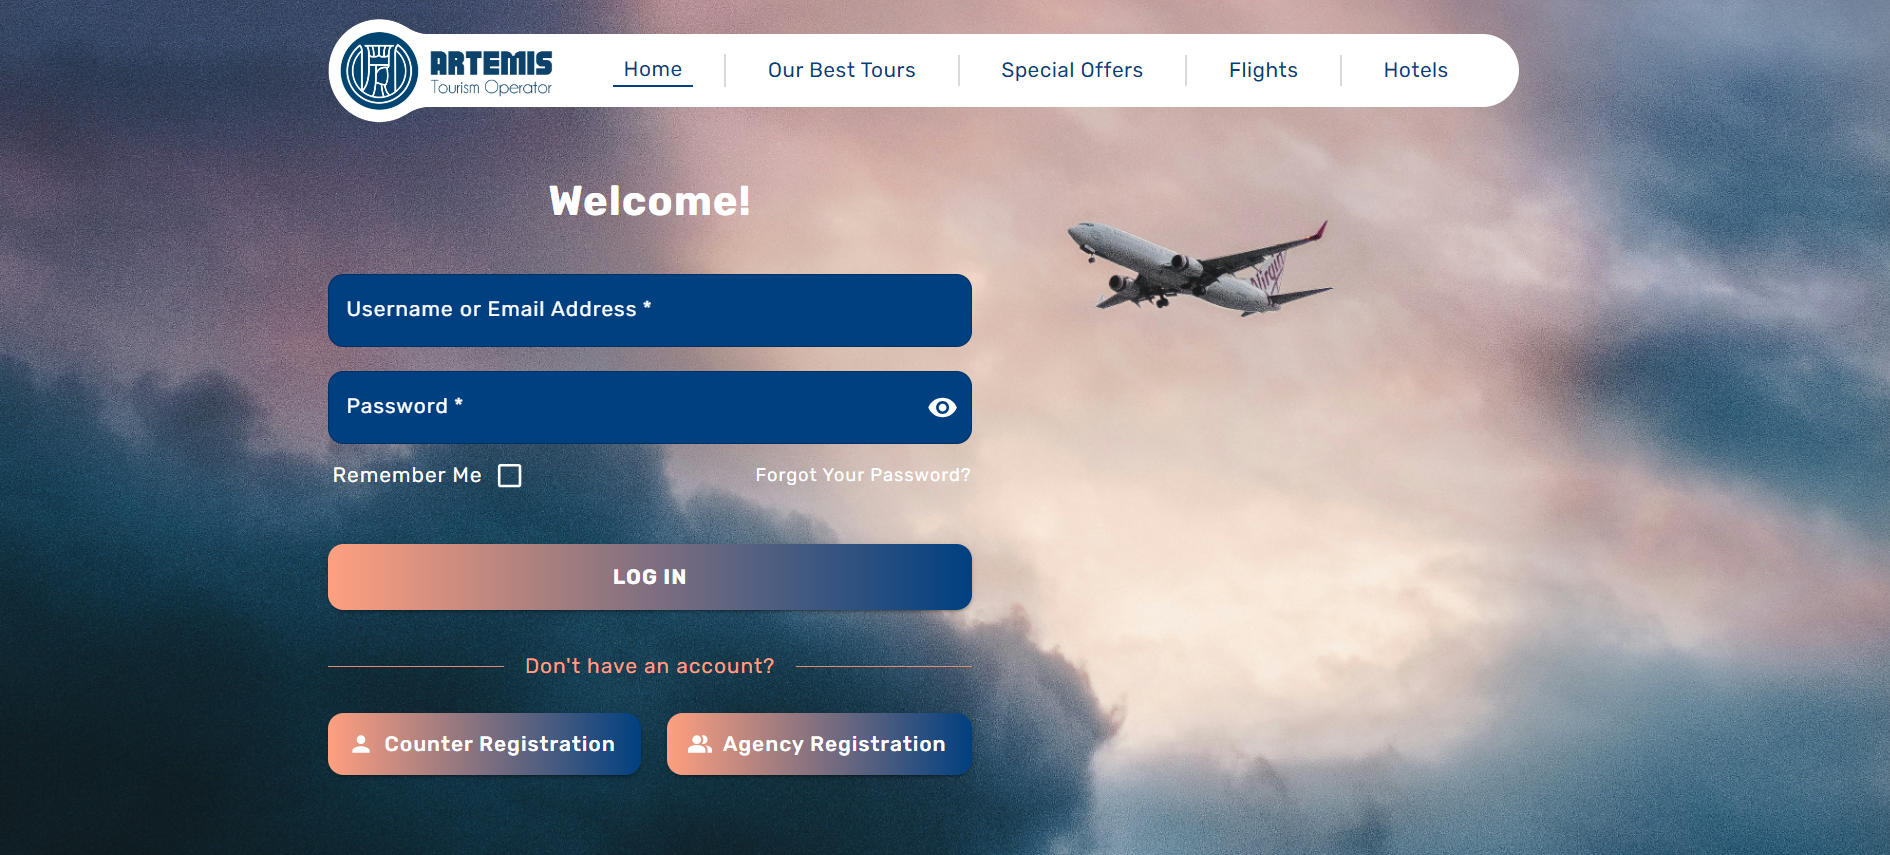 ARTEMIS
Tourism Operator
Home
Our Best Tours
Special Offers
Flights
Hotels
Welcome!
Virgin
Username or Email Address *
Password *
Remember Me
Forgot Your Password?
LOG IN
Don't have an account?
Counter Registration
Agency Registration